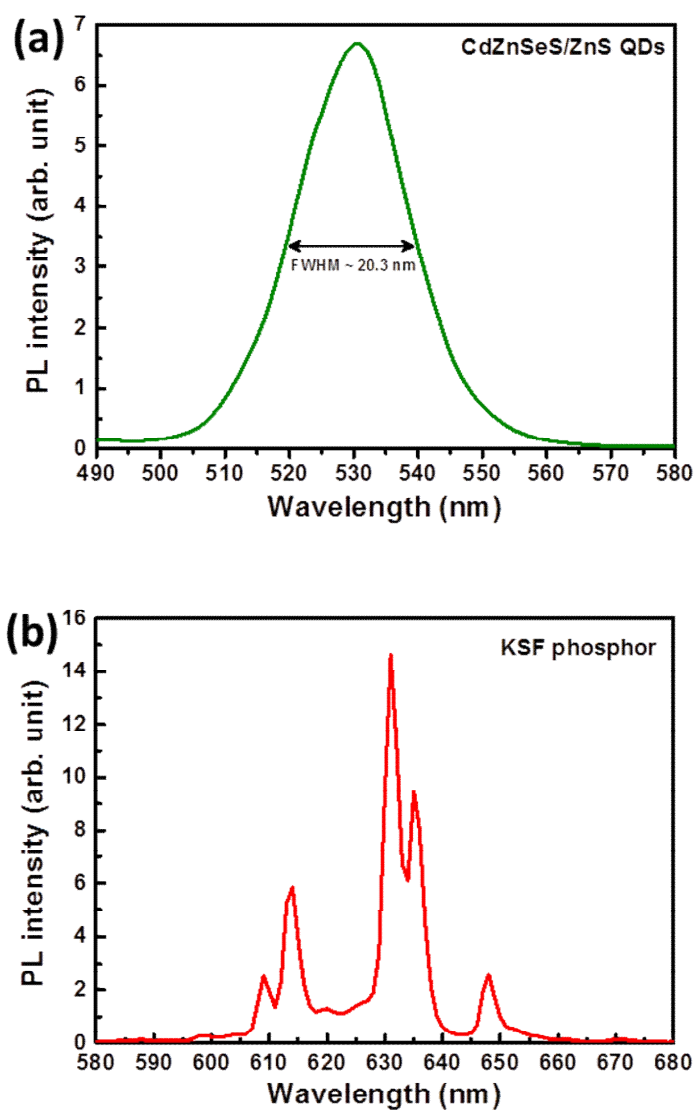 (a)
CdZnSeS/ZnS QDs
PL intensity (arb. unit)
7
6
5
4
3
2
1
0
FWHM ~ 20.3 nm
490 500 510 520 530 540 550 560 570 580
Wavelength (nm)
(b)
KSF phosphor
PL intensity (arb. unit)
16
14
12
10
8
6
4
2
0
580 590 600 610 620 630 640 650 660 670 680
Wavelength (nm)